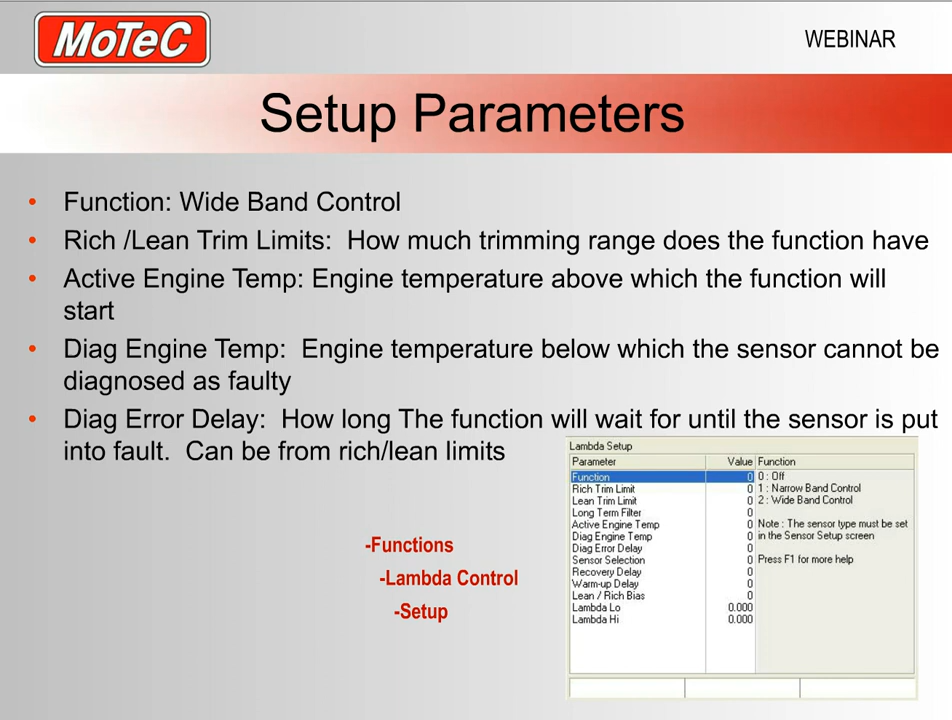 MoTeC
WEBINAR
Setup Parameters
• Function: Wide Band Control
• Rich /Lean Trim Limits:  How much trimming range does the function have
• Active Engine Temp: Engine temperature above which the function will
start
• Diag Engine Temp:  Engine temperature below which the sensor cannot be
diagnosed as faulty
• Diag Error Delay:  How long The function will wait for until the sensor is put
into fault.  Can be from rich/lean limits
-Functions
-Lambda Control
-Setup
Lambda Setup
Parameter Value Function
Function 0 0 : Off
Rich Trim Limit 0 1 : Narrow Band Control
Lean Trim Limit 0 2 : Wide Band Control
Long Term Filter 0
Active Engine Temp 0 Note : The sensor type must be set
Diag Engine Temp 0 in the Sensor Setup screen
Diag Error Delay 0
Sensor Selection 0 Press F1 for more help
Recovery Delay 0
Warm-up Delay 0
Lean / Rich Bias 0
Lambda Lo 0.000
Lambda Hi 0.000